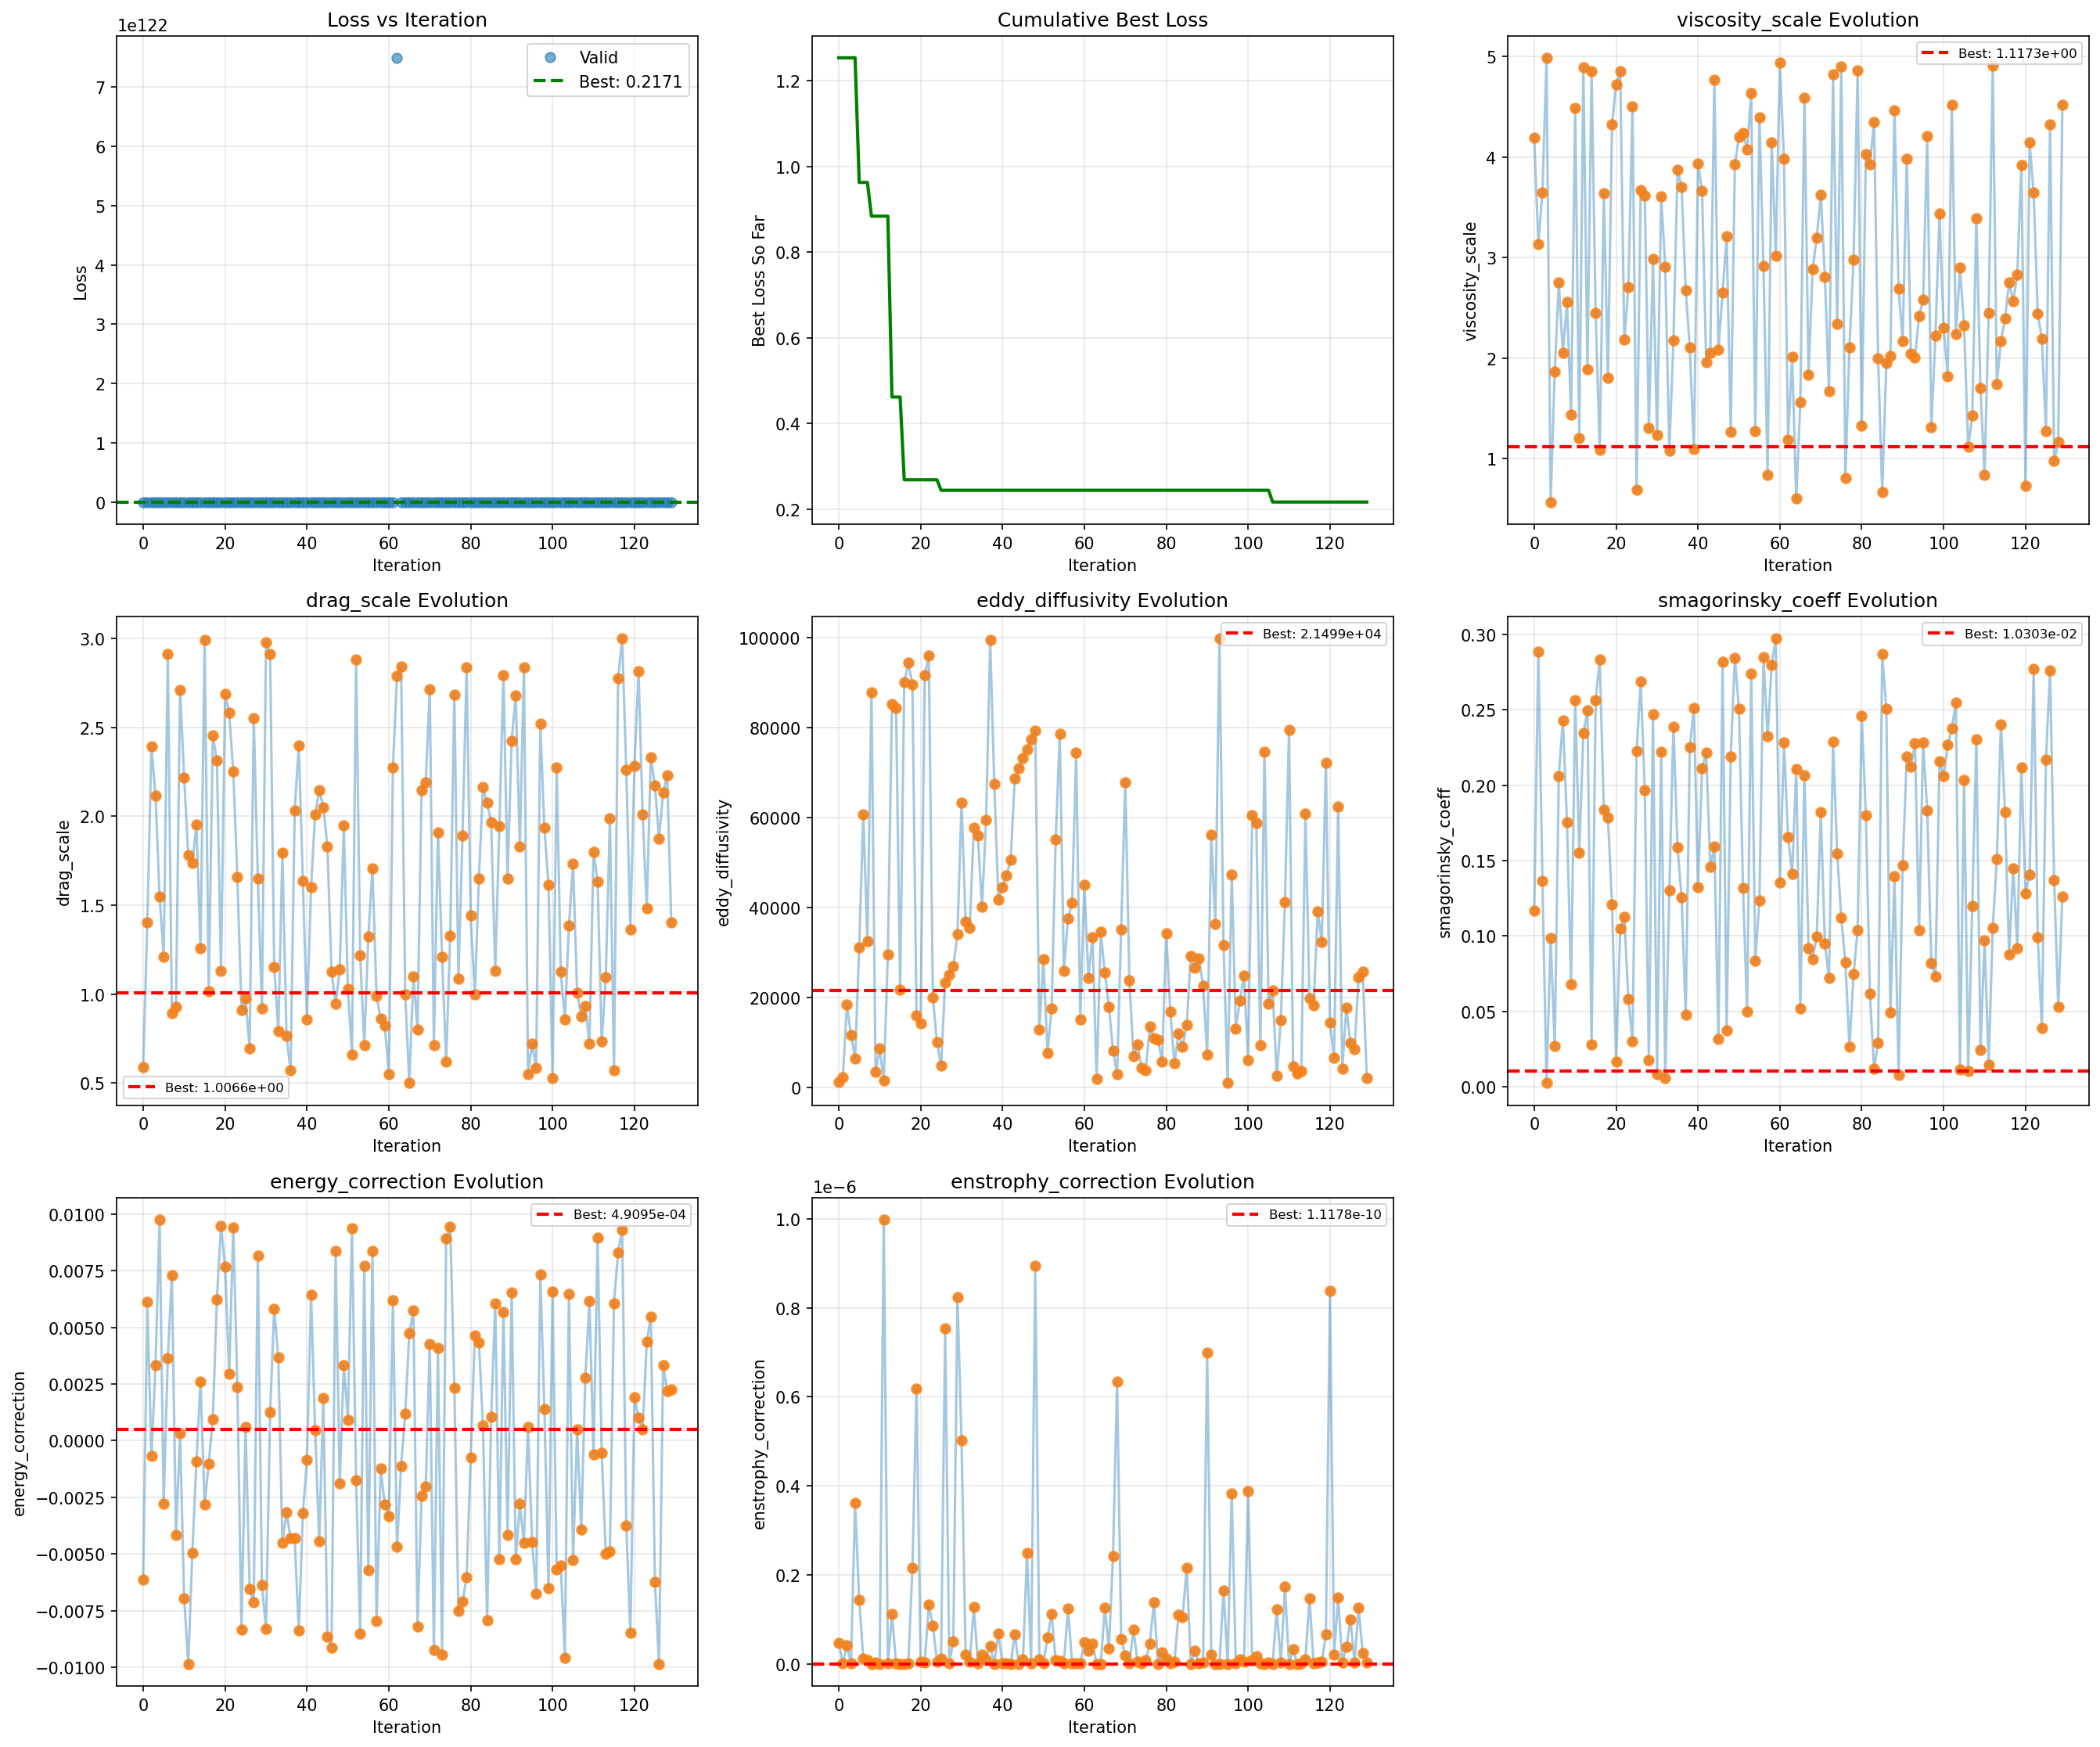 Loss vs Iteration
1e122
7
6
5
4
3
2
1
0
Loss
0 20 40 60 80 100 120
Iteration
Valid
Best: 0.2171
Cumulative Best Loss
1.2
1.0
0.8
0.6
0.4
0.2
Best Loss So Far
0 20 40 60 80 100 120
Iteration
viscosity_scale Evolution
5
4
3
2
1
viscosity_scale
0 20 40 60 80 100 120
Iteration
Best: 1.1173e+00
drag_scale Evolution
3.0
2.5
2.0
1.5
1.0
0.5
drag_scale
0 20 40 60 80 100 120
Iteration
Best: 1.0066e+00
eddy_diffusivity Evolution
100000
80000
60000
40000
20000
0
eddy_diffusivity
0 20 40 60 80 100 120
Iteration
Best: 2.1499e+04
smagorinsky_coeff Evolution
0.30
0.25
0.20
0.15
0.10
0.05
0.00
smagorinsky_coeff
0 20 40 60 80 100 120
Iteration
Best: 1.0303e-02
energy_correction Evolution
0.0100
0.0075
0.0050
0.0025
0.0000
−0.0025
−0.0050
−0.0075
−0.0100
energy_correction
0 20 40 60 80 100 120
Iteration
Best: 4.9095e-04
enstrophy_correction Evolution
1e−6
1.0
0.8
0.6
0.4
0.2
0.0
enstrophy_correction
0 20 40 60 80 100 120
Iteration
Best: 1.1178e-10